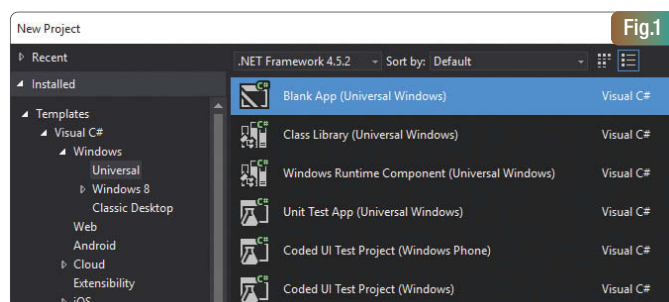 New Project
Fig.1
Recent
.NET Framework 4.5.2 Sort by: Default
Installed
Templates
Visual C#
Windows
Universal
Windows 8
Classic Desktop
Web
Android
Cloud
Extensibility
iOS
C# Blank App (Universal Windows) Visual C#
C# Class Library (Universal Windows) Visual C#
C# Windows Runtime Component (Universal Windows) Visual C#
C# Unit Test App (Universal Windows) Visual C#
C# Coded UI Test Project (Windows Phone) Visual C#
C# Coded UI Test Project (Windows) Visual C#